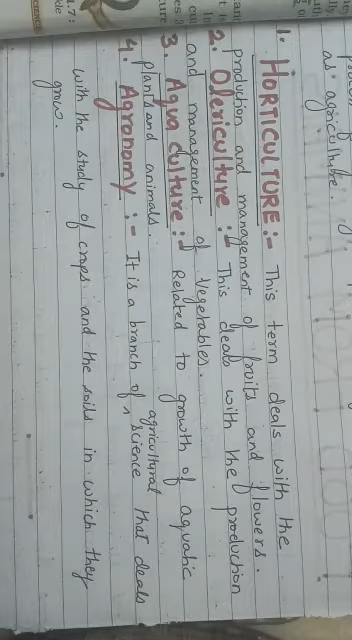 as agriculture.
1. HORTICULTURE:- This term deals with the
production and management of fruits and flowers.
2. Olericulture :- This deals with the production
and management of vegetables.
3. Aqua culture :- Related to growth of aquatic
plants and animals.
4. Agronomy :- It is a branch of agricultural science that deals
with the study of crops and the soils in which they
grow.